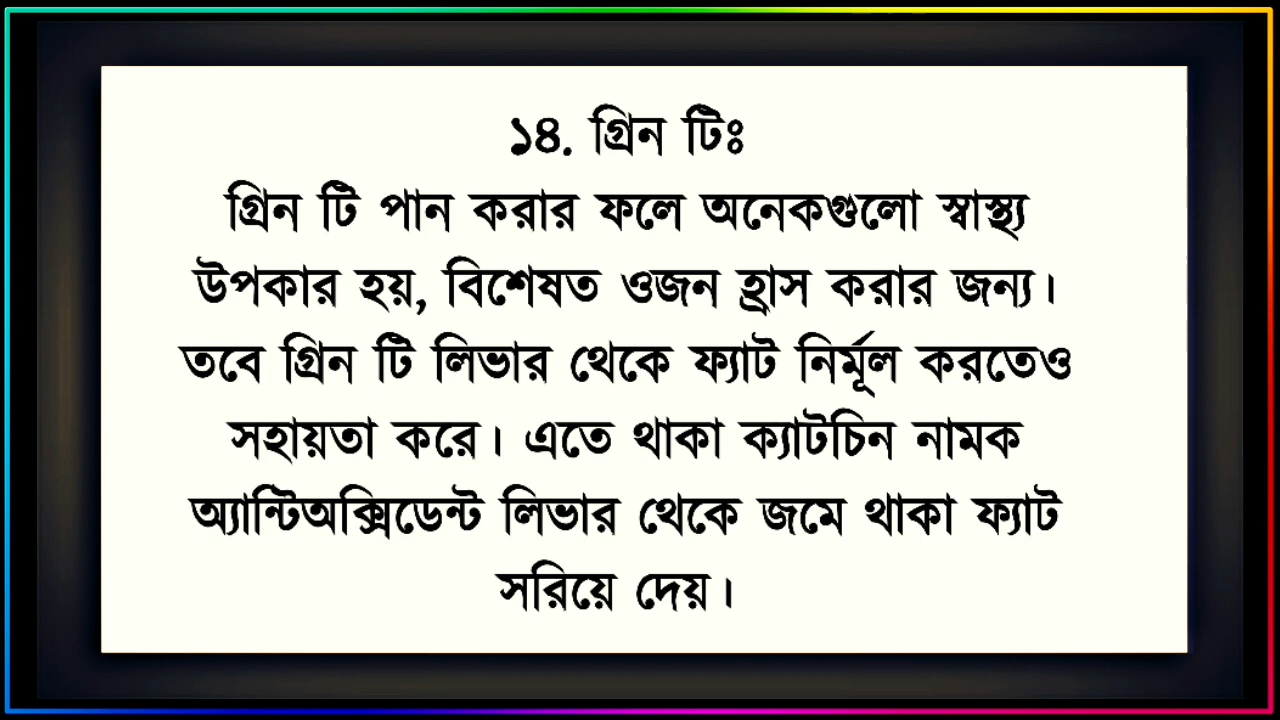 ১৪. গ্রিন টিঃ
গ্রিন টি পান করার ফলে অনেকগুলো স্বাস্থ্য
উপকার হয়, বিশেষত ওজন হ্রাস করার জন্য।
তবে গ্রিন টি লিভার থেকে ফ্যাট নির্মূল করতেও
সহায়তা করে। এতে থাকা ক্যাটচিন নামক
অ্যান্টিঅক্সিডেন্ট লিভার থেকে জমে থাকা ফ্যাট
সরিয়ে দেয়।